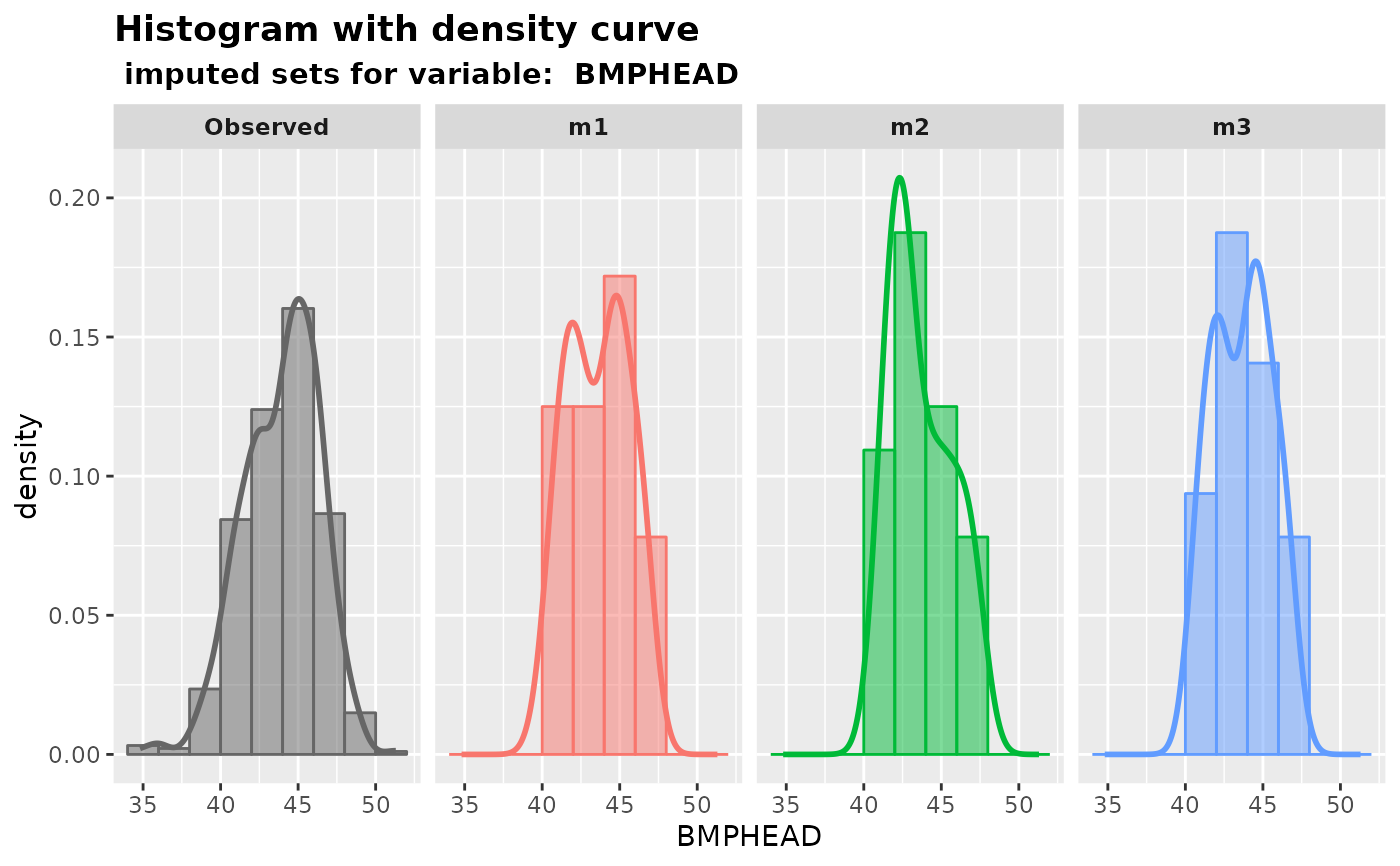 Histogram with density curve
imputed sets for variable:  BMPHEAD
Observed m1 m2 m3
density
0.20
0.15
0.10
0.05
0.00
35 40 45 50 35 40 45 50 35 40 45 50 35 40 45 50
BMPHEAD